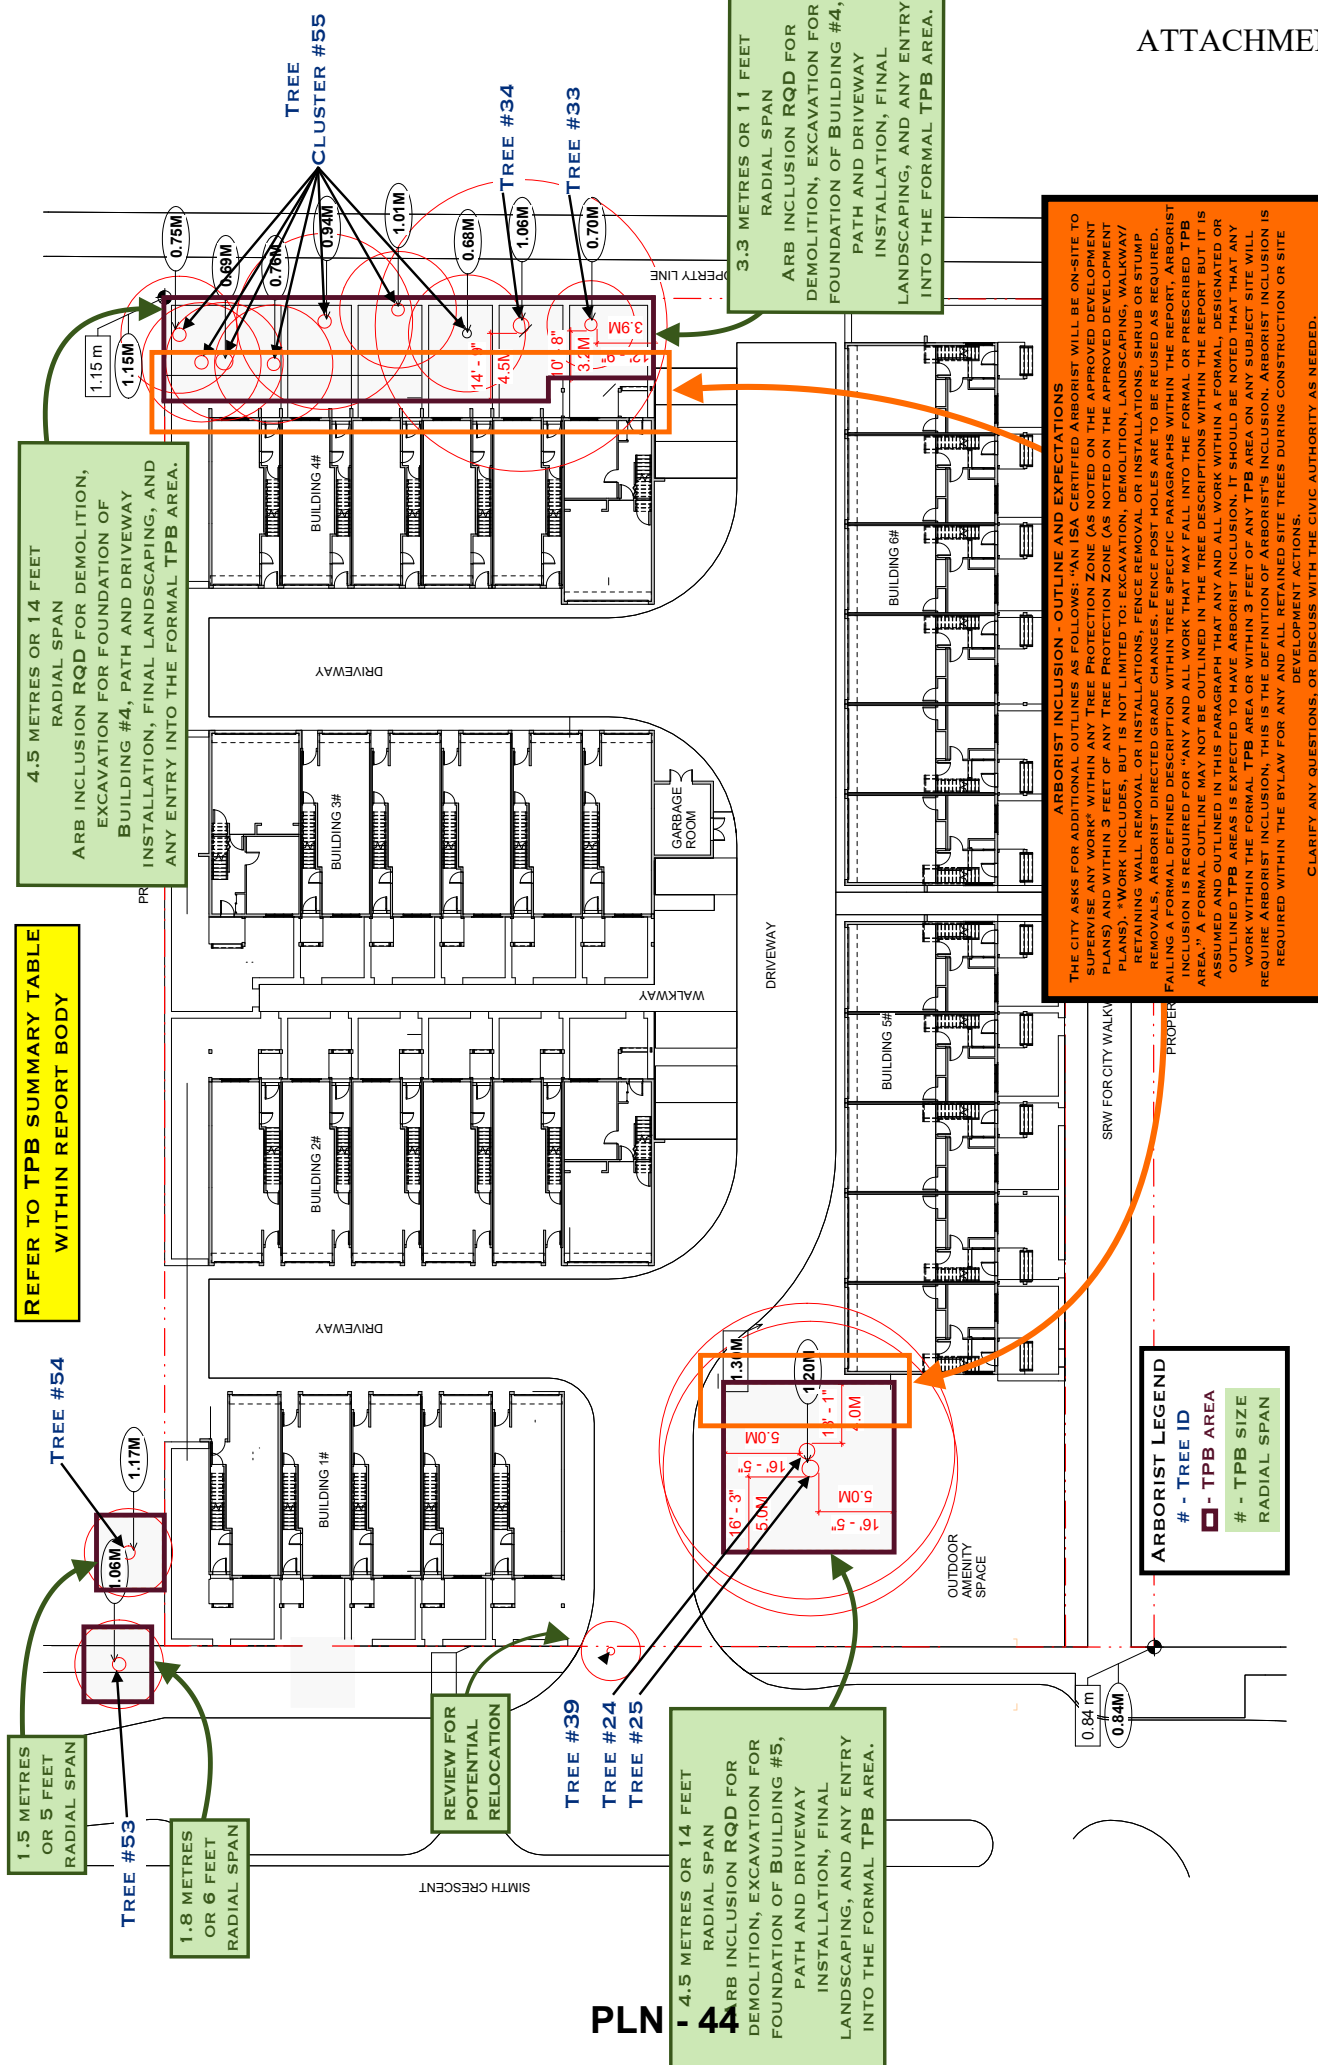 ATTACHMEN
TREE
CLUSTER #55
TREE #34
TREE #33
0.75M
0.69M
0.76M
0.94M
1.01M
0.68M
1.06M
0.70M
1.15 m
1.15M
14' - 9"
4.5M
10' - 8"
3.2M
3.9M
12' - 9"
PROPERTY LINE
3.3 METRES OR 11 FEET
RADIAL SPAN
ARB INCLUSION RQD FOR
DEMOLITION, EXCAVATION FOR
FOUNDATION OF BUILDING #4,
PATH AND DRIVEWAY
INSTALLATION, FINAL
LANDSCAPING, AND ANY ENTRY
INTO THE FORMAL TPB AREA.
4.5 METRES OR 14 FEET
RADIAL SPAN
ARB INCLUSION RQD FOR DEMOLITION,
EXCAVATION FOR FOUNDATION OF
BUILDING #4, PATH AND DRIVEWAY
INSTALLATION, FINAL LANDSCAPING, AND
ANY ENTRY INTO THE FORMAL TPB AREA.
PR
BUILDING 4#
DRIVEWAY
BUILDING 3#
GARBAGE
ROOM
WALKWAY
DRIVEWAY
BUILDING 2#
DRIVEWAY
BUILDING 1#
BUILDING 6#
BUILDING 5#
REFER TO TPB SUMMARY TABLE
WITHIN REPORT BODY
ARBORIST INCLUSION - OUTLINE AND EXPECTATIONS
THE CITY ASKS FOR ADDITIONAL OUTLINES AS FOLLOWS: "AN ISA CERTIFIED ARBORIST WILL BE ON-SITE TO
SUPERVISE ANY WORK* WITHIN ANY TREE PROTECTION ZONE (AS NOTED ON THE APPROVED DEVELOPMENT
PLANS) AND WITHIN 3 FEET OF ANY TREE PROTECTION ZONE (AS NOTED ON THE APPROVED DEVELOPMENT
PLANS). *WORK INCLUDES, BUT IS NOT LIMITED TO: EXCAVATION, DEMOLITION, LANDSCAPING, WALKWAY/
RETAINING WALL REMOVAL OR INSTALLATIONS, FENCE REMOVAL OR INSTALLATIONS, SHRUB OR STUMP
REMOVALS, ARBORIST DIRECTED GRADE CHANGES. FENCE POST HOLES ARE TO BE REUSED AS REQUIRED.
FAILING A FORMAL DEFINED DESCRIPTION WITHIN TREE SPECIFIC PARAGRAPHS WITHIN THE REPORT, ARBORIST
INCLUSION IS REQUIRED FOR "ANY AND ALL WORK THAT MAY FALL INTO THE FORMAL OR PRESCRIBED TPB
AREA." A FORMAL OUTLINE MAY NOT BE OUTLINED IN THE TREE DESCRIPTIONS WITHIN THE REPORT BUT IT IS
ASSUMED AND OUTLINED IN THIS PARAGRAPH THAT ANY AND ALL WORK WITHIN A FORMAL, DESIGNATED OR
OUTLINED TPB AREAS IS EXPECTED TO HAVE ARBORIST INCLUSION. IT SHOULD BE NOTED THAT ANY
WORK WITHIN THE FORMAL TPB AREA OR WITHIN 3 FEET OF ANY TPB AREA ON ANY SUBJECT SITE WILL
REQUIRE ARBORIST INCLUSION, THIS IS THE DEFINITION OF ARBORIST'S INCLUSION. ARBORIST INCLUSION IS
REQUIRED WITHIN THE BYLAW FOR ANY AND ALL RETAINED SITE TREES DURING CONSTRUCTION OR SITE
DEVELOPMENT ACTIONS.
CLARIFY ANY QUESTIONS, OR DISCUSS WITH THE CIVIC AUTHORITY AS NEEDED.
SRW FOR CITY WALKW
PROPER
TREE #54
1.17M
1.06M
1.5 METRES
OR 5 FEET
RADIAL SPAN
TREE #53
1.8 METRES
OR 6 FEET
RADIAL SPAN
REVIEW FOR
POTENTIAL
RELOCATION
TREE #39
TREE #24
TREE #25
1.30M
1.20M
5.0M
16' - 5"
13' - 1"
4.0M
16' - 3"
5.0M
5.0M
16' - 5"
OUTDOOR
AMENITY
SPACE
4.5 METRES OR 14 FEET
RADIAL SPAN
ARB INCLUSION RQD FOR
DEMOLITION, EXCAVATION FOR
FOUNDATION OF BUILDING #5,
PATH AND DRIVEWAY
INSTALLATION, FINAL
LANDSCAPING, AND ANY ENTRY
INTO THE FORMAL TPB AREA.
SIMTH CRESCENT
0.84 m
0.84M
ARBORIST LEGEND
# - TREE ID
- TPB AREA
# - TPB SIZE
RADIAL SPAN
PLN - 44